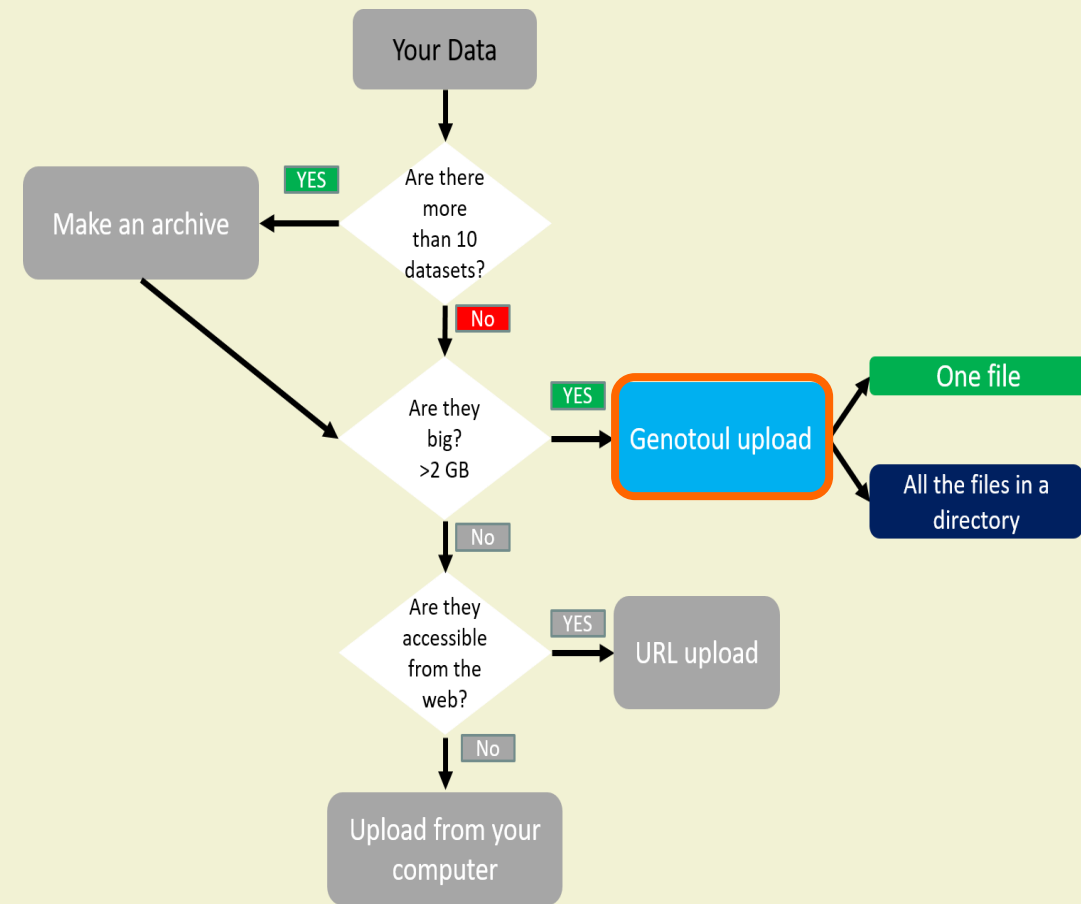 Your Data
YES
Are there
more
than 10
datasets?
Make an archive
No
Are they
big?
>2 GB
YES
Genotoul upload
One file
All the files in a
directory
No
Are they
accessible
from the
web?
YES
URL upload
No
Upload from your
computer